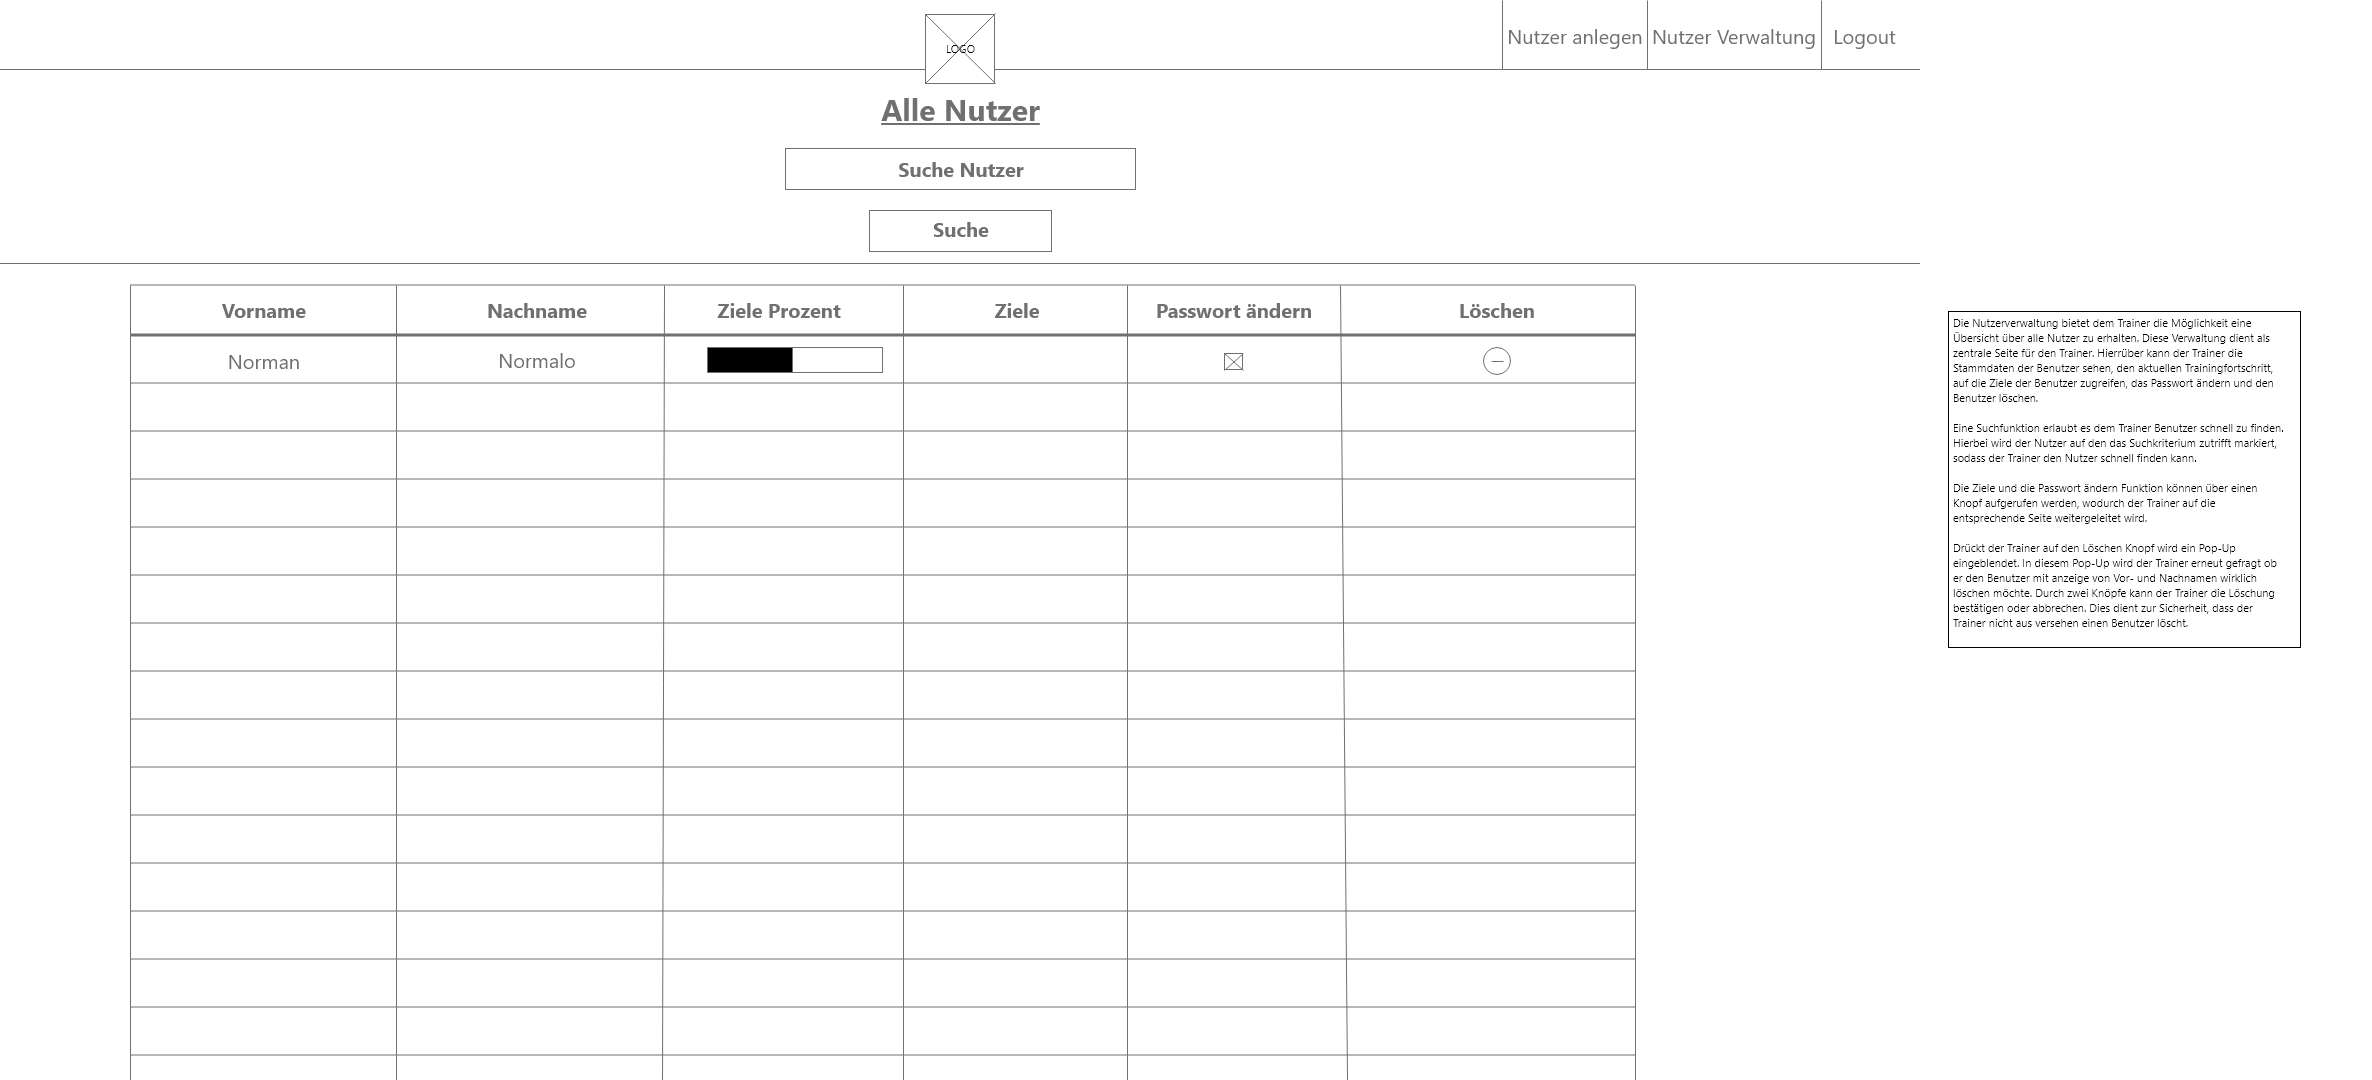 LOGO
Nutzer anlegen
Nutzer Verwaltung
Logout
Alle Nutzer
Suche Nutzer
Suche
Vorname
Nachname
Ziele Prozent
Ziele
Passwort ändern
Löschen
Norman
Normalo
Die Nutzerverwaltung bietet dem Trainer die Möglichkeit eine
Übersicht über alle Nutzer zu erhalten. Diese Verwaltung dient als
zentrale Seite für den Trainer. Hierrüber kann der Trainer die
Stammdaten der Benutzer sehen, den aktuellen Trainingfortschritt,
auf die Ziele der Benutzer zugreifen, das Passwort ändern und den
Benutzer löschen.
Eine Suchfunktion erlaubt es dem Trainer Benutzer schnell zu finden.
Hierbei wird der Nutzer auf den das Suchkriterium zutrifft markiert,
sodass der Trainer den Nutzer schnell finden kann.
Die Ziele und die Passwort ändern Funktion können über einen
Knopf aufgerufen werden, wodurch der Trainer auf die
entsprechende Seite weitergeleitet wird.
Drückt der Trainer auf den Löschen Knopf wird ein Pop-Up
eingeblendet. In diesem Pop-Up wird der Trainer erneut gefragt ob
er den Benutzer mit anzeige von Vor- und Nachnamen wirklich
löschen möchte. Durch zwei Knöpfe kann der Trainer die Löschung
bestätigen oder abbrechen. Dies dient zur Sicherheit, dass der
Trainer nicht aus versehen einen Benutzer löscht.